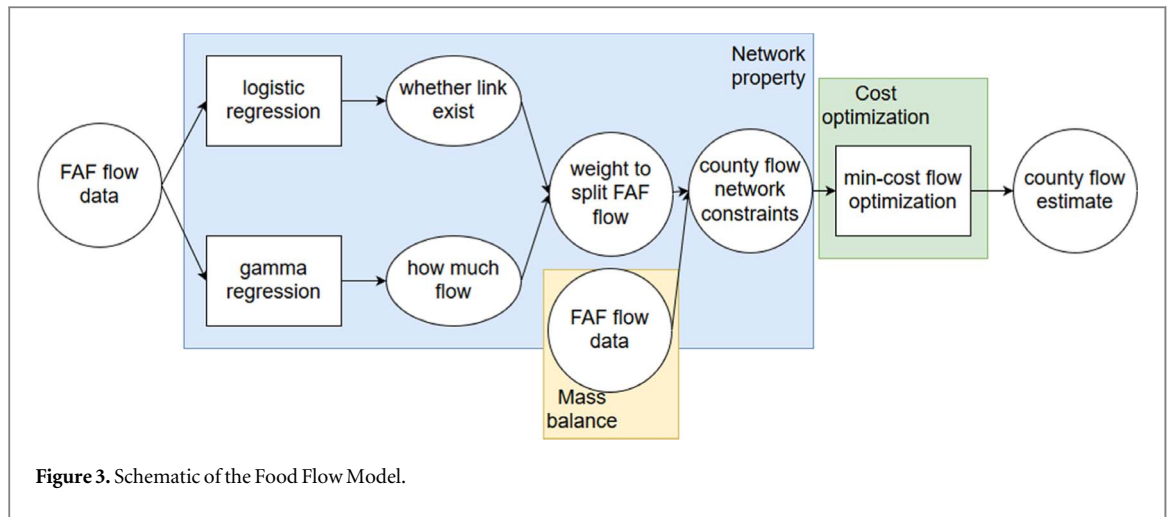 Network
property
Cost
optimization
logistic
regression
whether link
exist
FAF flow
data
weight to
split FAF
flow
county flow
network
constraints
min-cost flow
optimization
county flow
estimate
gamma
regression
how much
flow
FAF flow
data
Mass
balance
Figure 3. Schematic of the Food Flow Model.